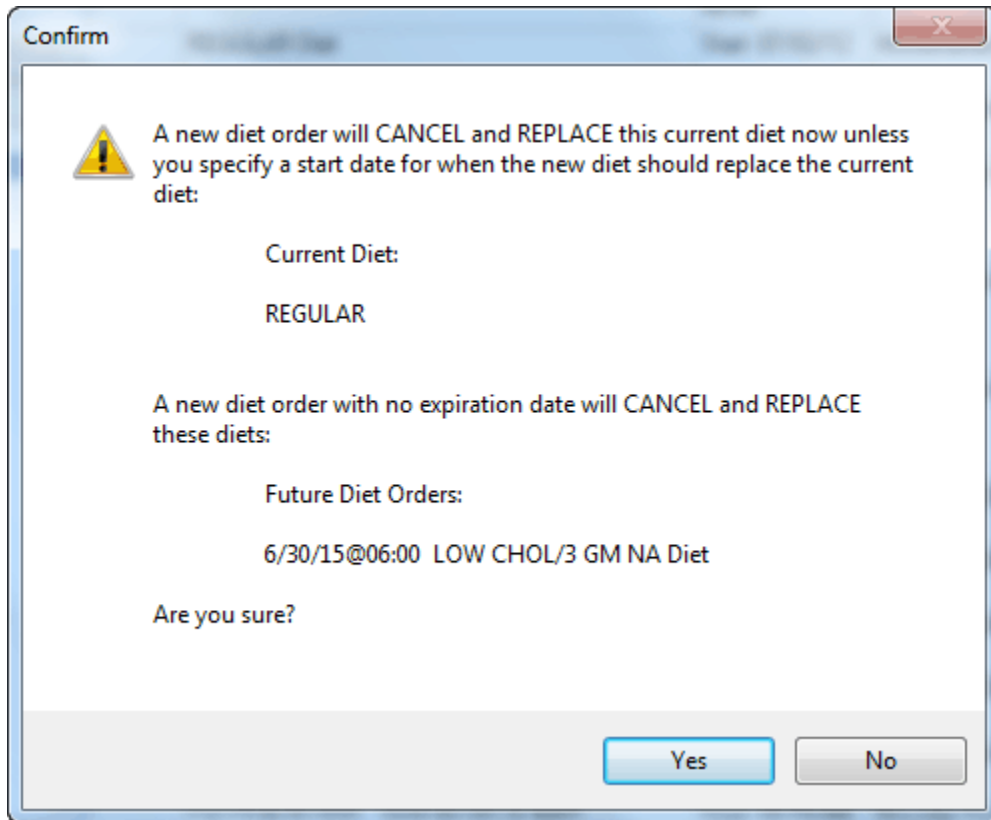 Confirm
A new diet order will CANCEL and REPLACE this current diet now unless
you specify a start date for when the new diet should replace the current
diet:
Current Diet:
REGULAR
A new diet order with no expiration date will CANCEL and REPLACE
these diets:
Future Diet Orders:
6/30/15@06:00  LOW CHOL/3 GM NA Diet
Are you sure?
Yes
No